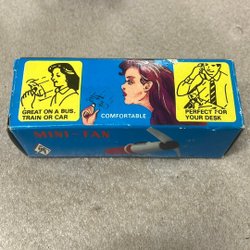 GREAT ON A BUS,
TRAIN OR CAR
COMFORTABLE
PERFECT FOR
YOUR DESK
MINI-FAN